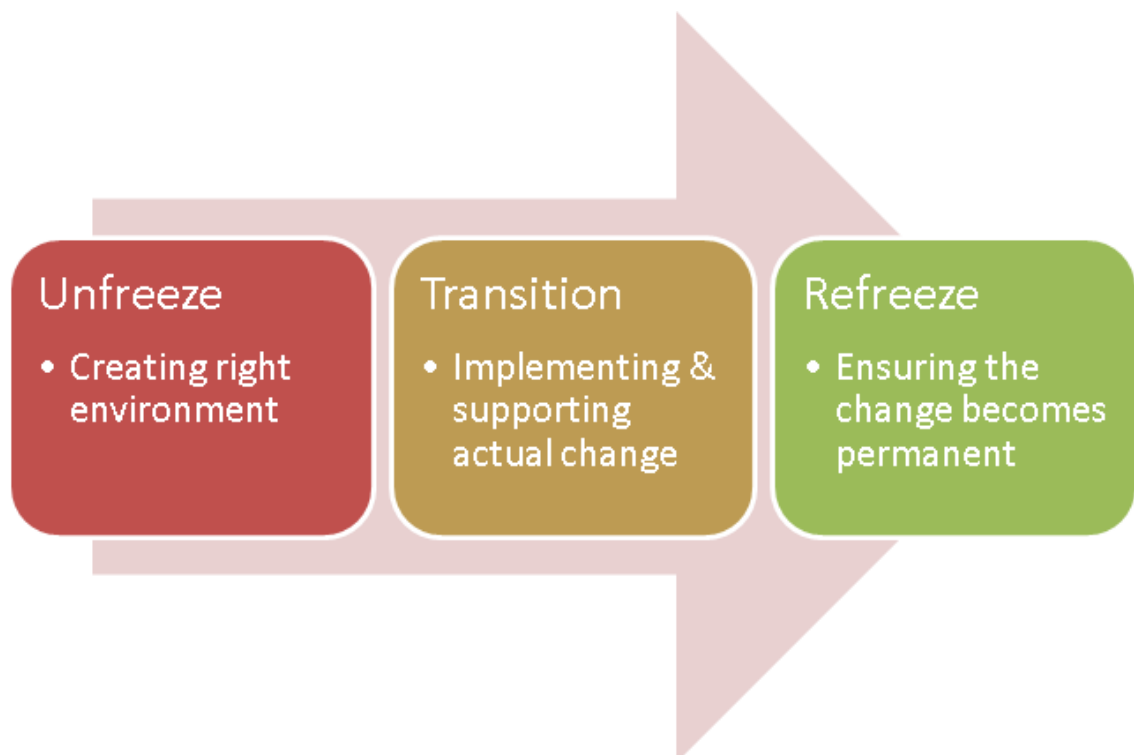 Unfreeze
• Creating right
environment
Transition
• Implementing &
supporting
actual change
Refreeze
• Ensuring the
change becomes
permanent